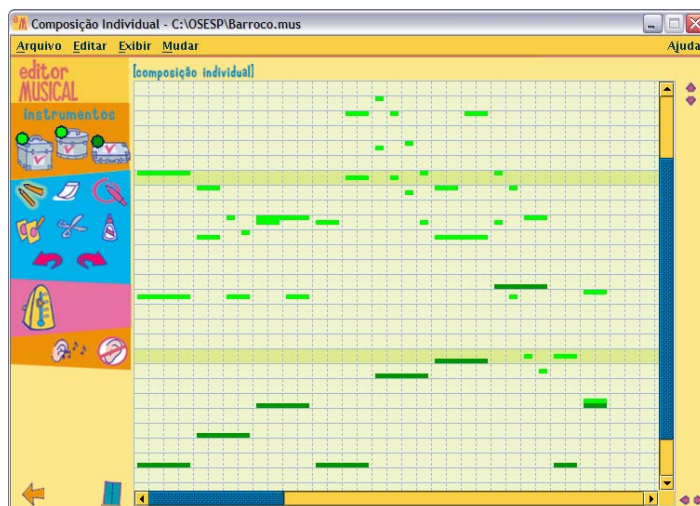 Composição Individual - C:\OSESP\Barroco.mus
Arquivo Editar Exibir Mudar Ajuda
editor
MUSICAL
[composição individual]
instrumentos